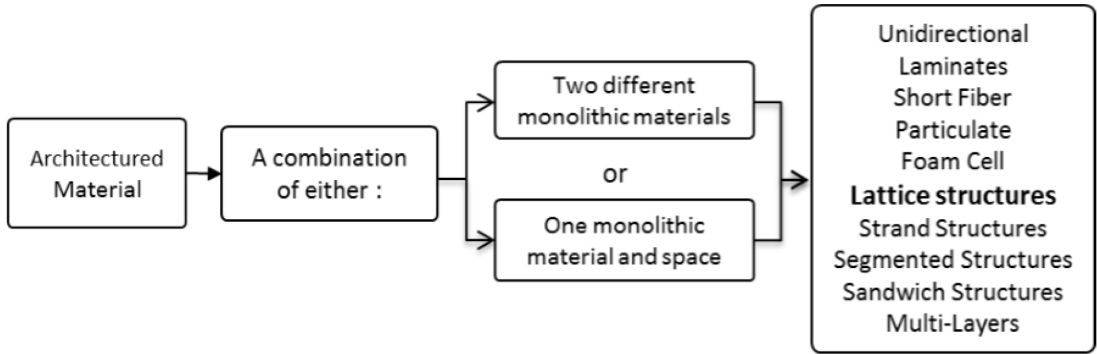 Architectured
Material
A combination
of either :
Two different
monolithic materials
or
One monolithic
material and space
Unidirectional
Laminates
Short Fiber
Particulate
Foam Cell
Lattice structures
Strand Structures
Segmented Structures
Sandwich Structures
Multi-Layers